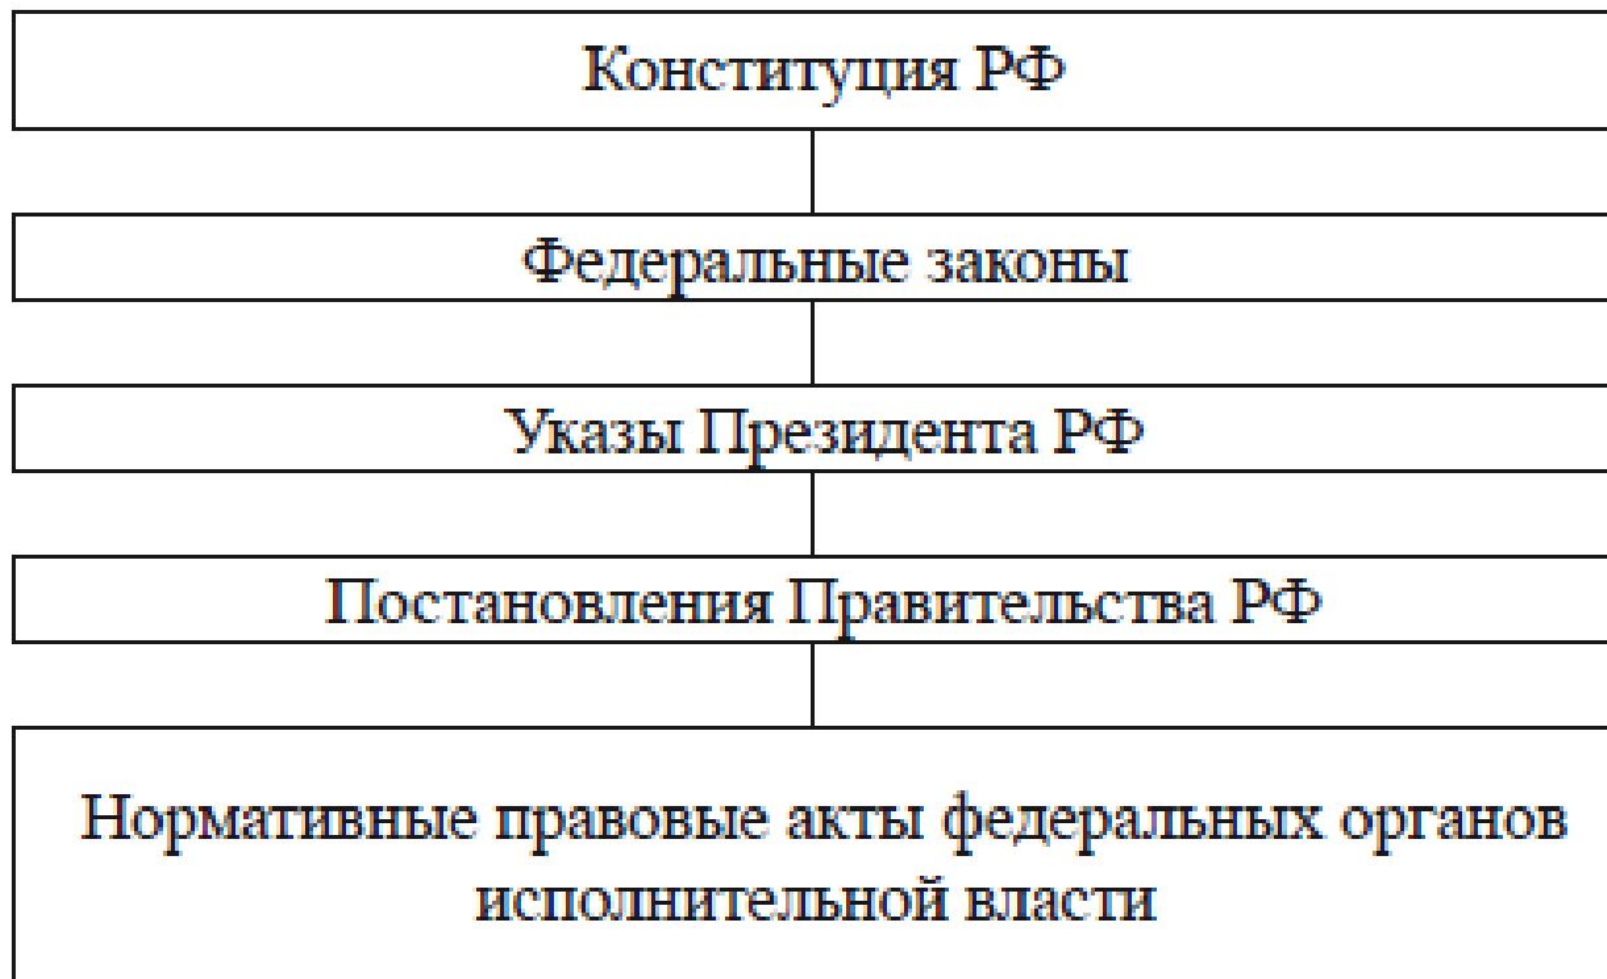 Конституция РФ
Федеральные законы
Указы Президента РФ
Постановления Правительства РФ
Нормативные правовые акты федеральных органов
исполнительной власти